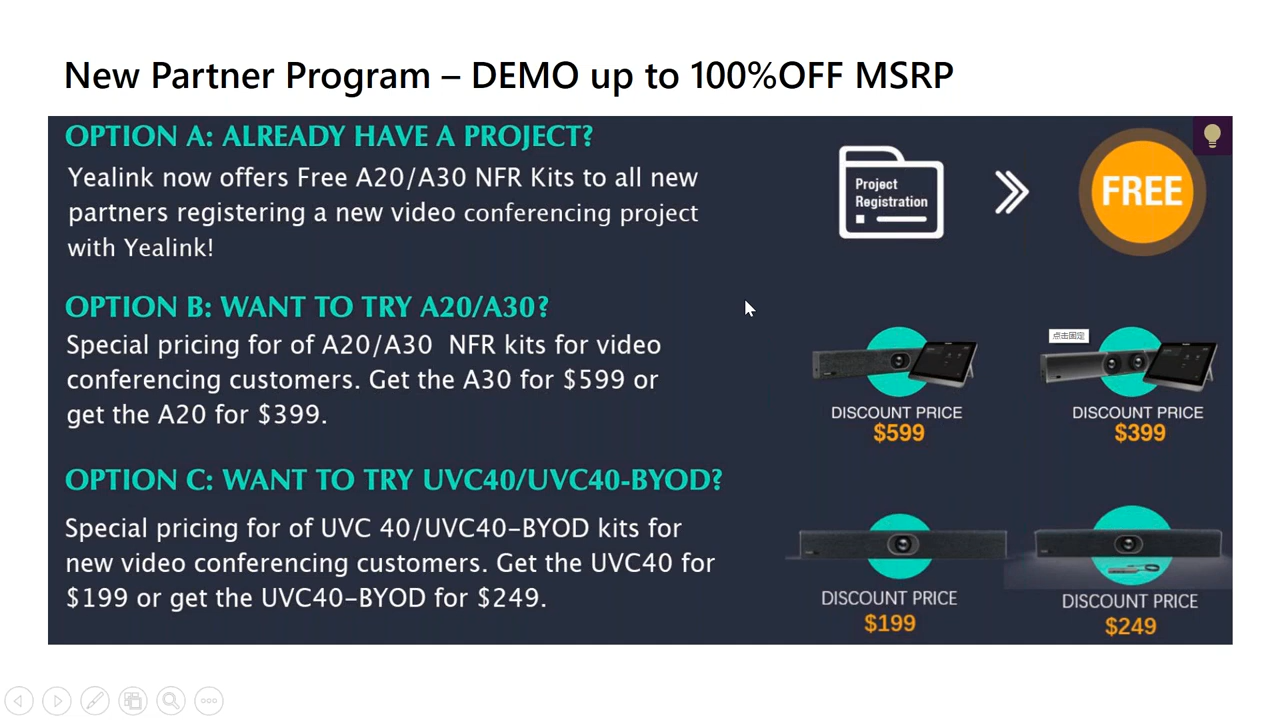 New Partner Program – DEMO up to 100%OFF MSRP
OPTION A: ALREADY HAVE A PROJECT?
Yealink now offers Free A20/A30 NFR Kits to all new
partners registering a new video conferencing project
with Yealink!
Project
Registration
FREE
OPTION B: WANT TO TRY A20/A30?
Special pricing for of A20/A30 NFR kits for video
conferencing customers. Get the A30 for $599 or
get the A20 for $399.
点击固定
DISCOUNT PRICE
$599
DISCOUNT PRICE
$399
OPTION C: WANT TO TRY UVC40/UVC40-BYOD?
Special pricing for of UVC 40/UVC40–BYOD kits for
new video conferencing customers. Get the UVC40 for
$199 or get the UVC40–BYOD for $249.
DISCOUNT PRICE
$199
DISCOUNT PRICE
$249